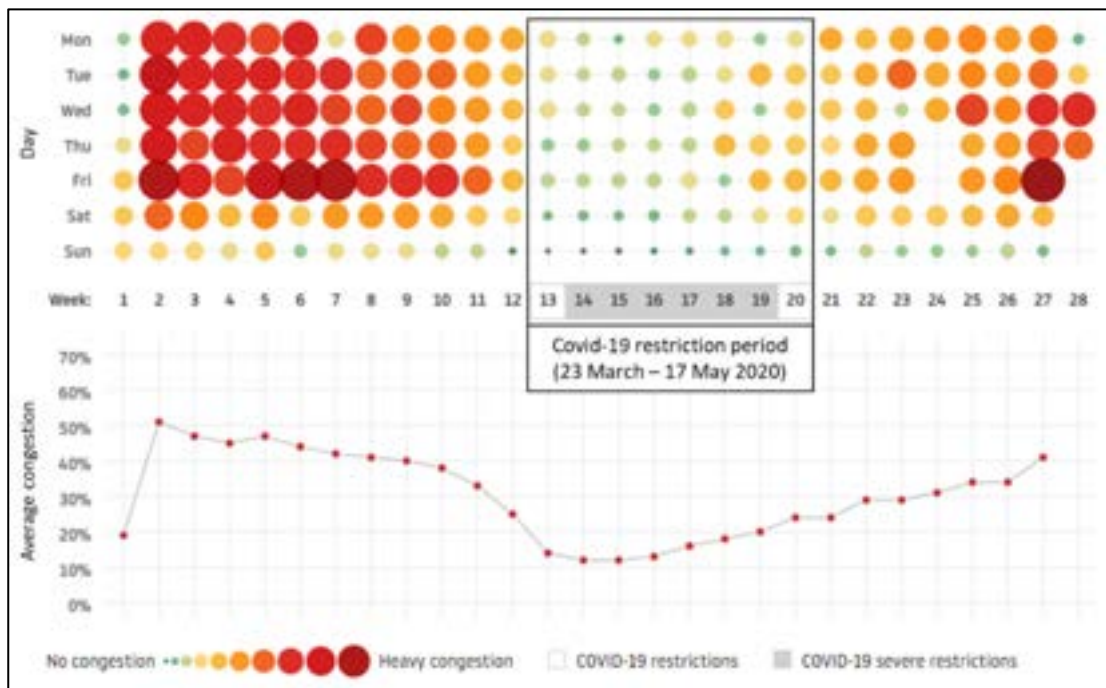 Mon
Tue
Wed
Thu
Fri
Sat
Sun
Day
Week: 1 2 3 4 5 6 7 8 9 10 11 12 13 14 15 16 17 18 19 20 21 22 23 24 25 26 27 28
Covid-19 restriction period
(23 March – 17 May 2020)
70%
60%
50%
40%
30%
20%
10%
0%
Average congestion
No congestion Heavy congestion COVID-19 restrictions COVID-19 severe restrictions